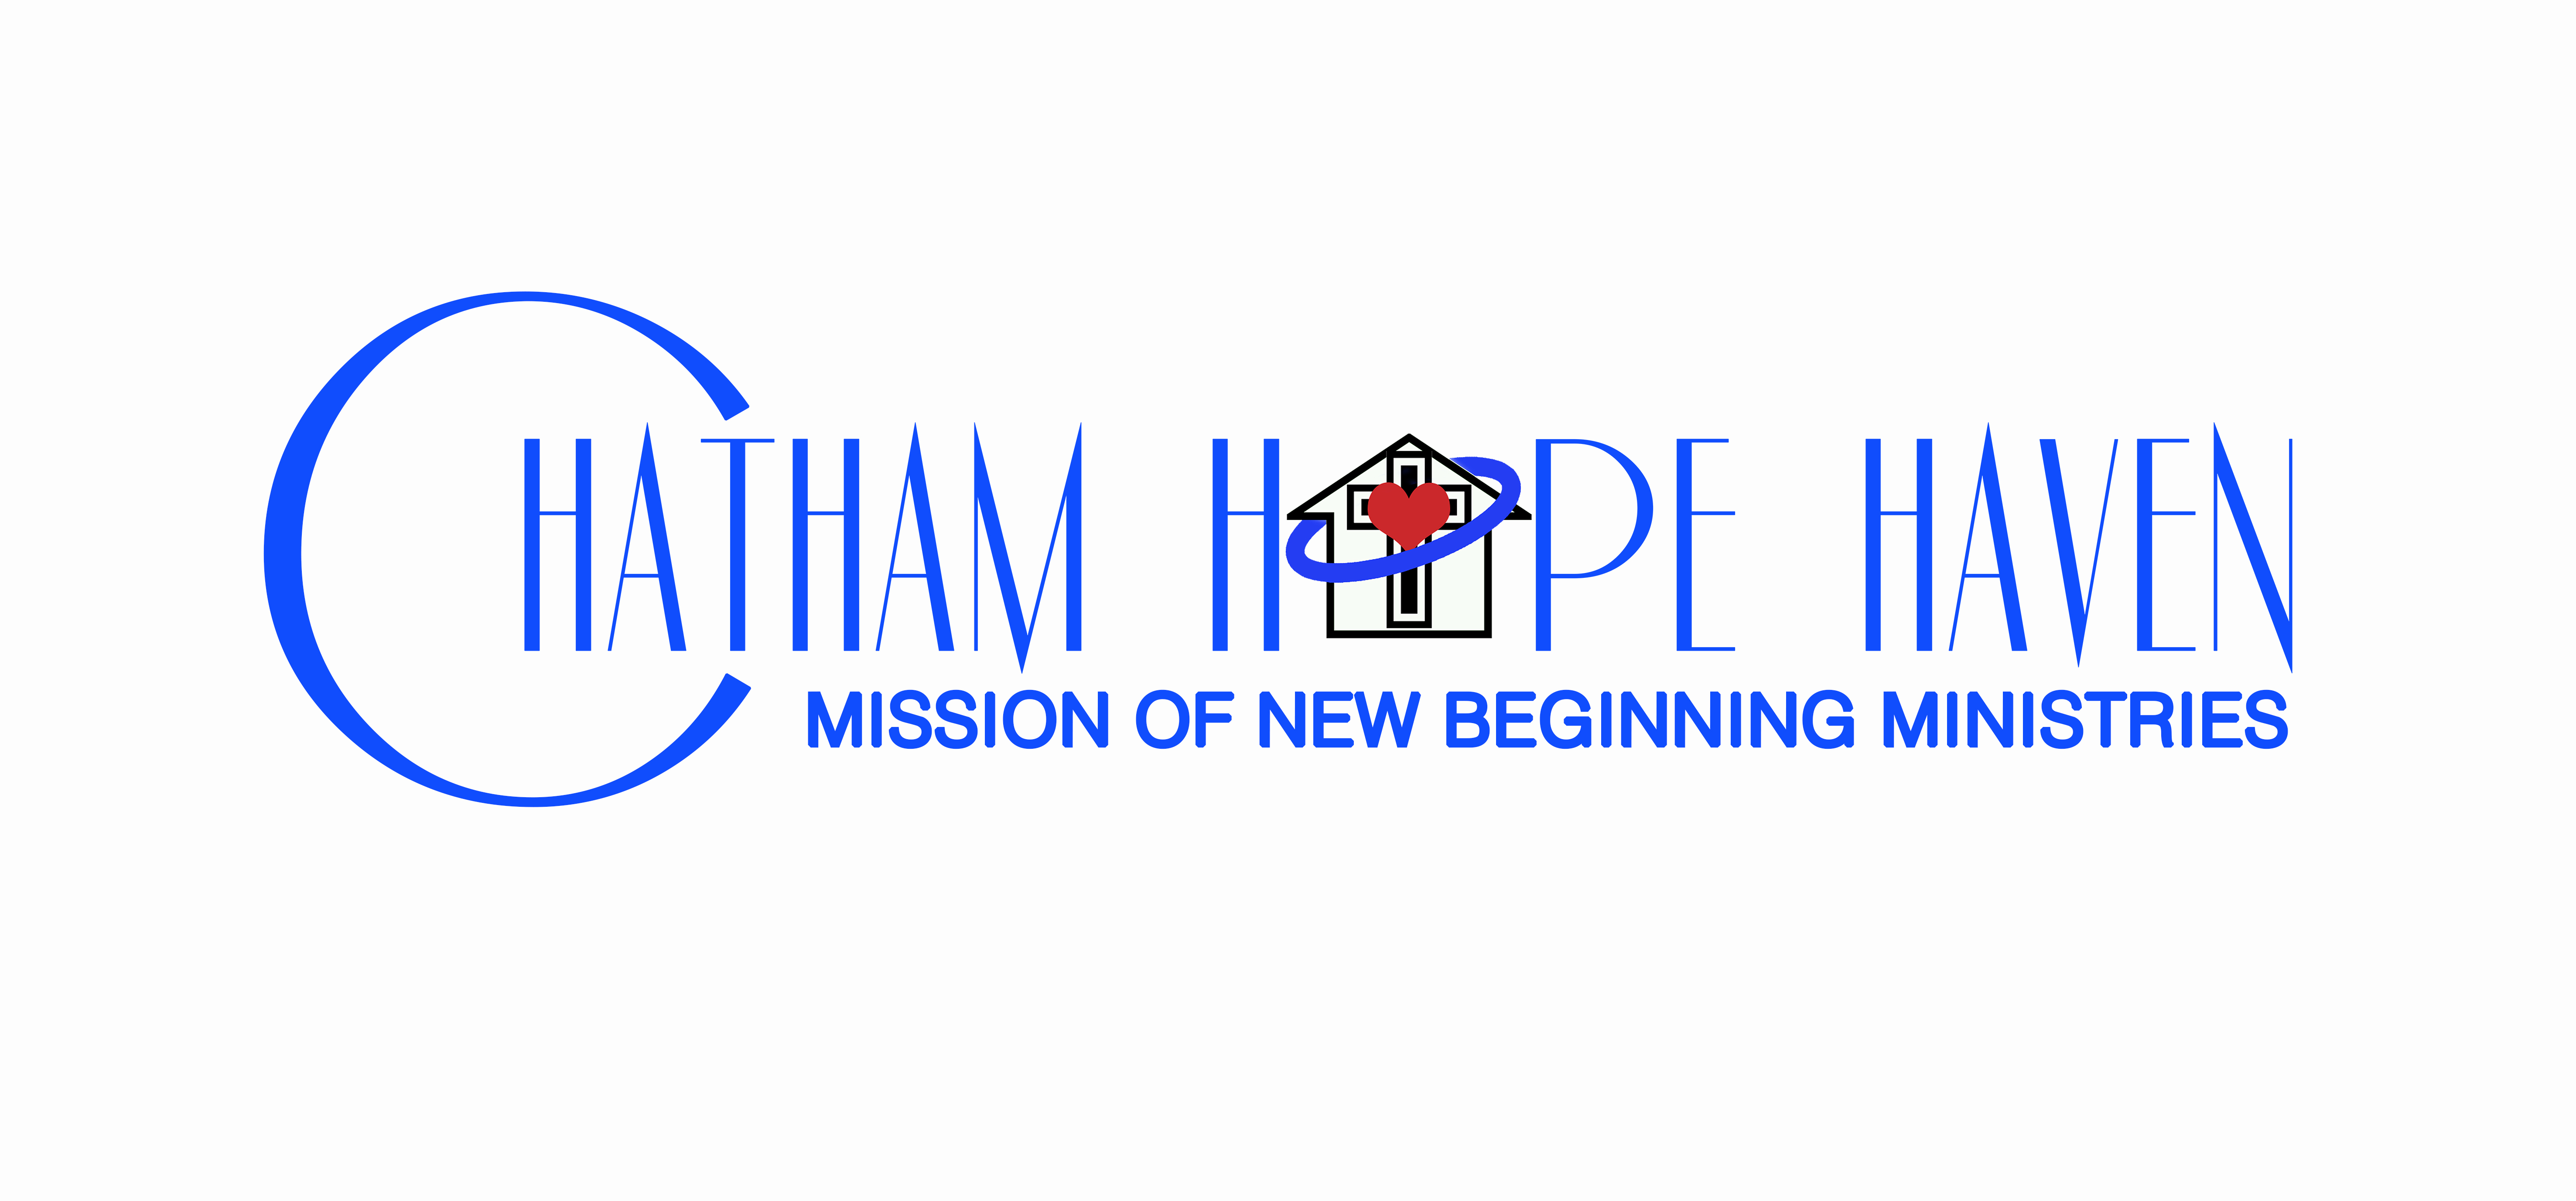 CHATHAM HOPE HAVEN
MISSION OF NEW BEGINNING MINISTRIES